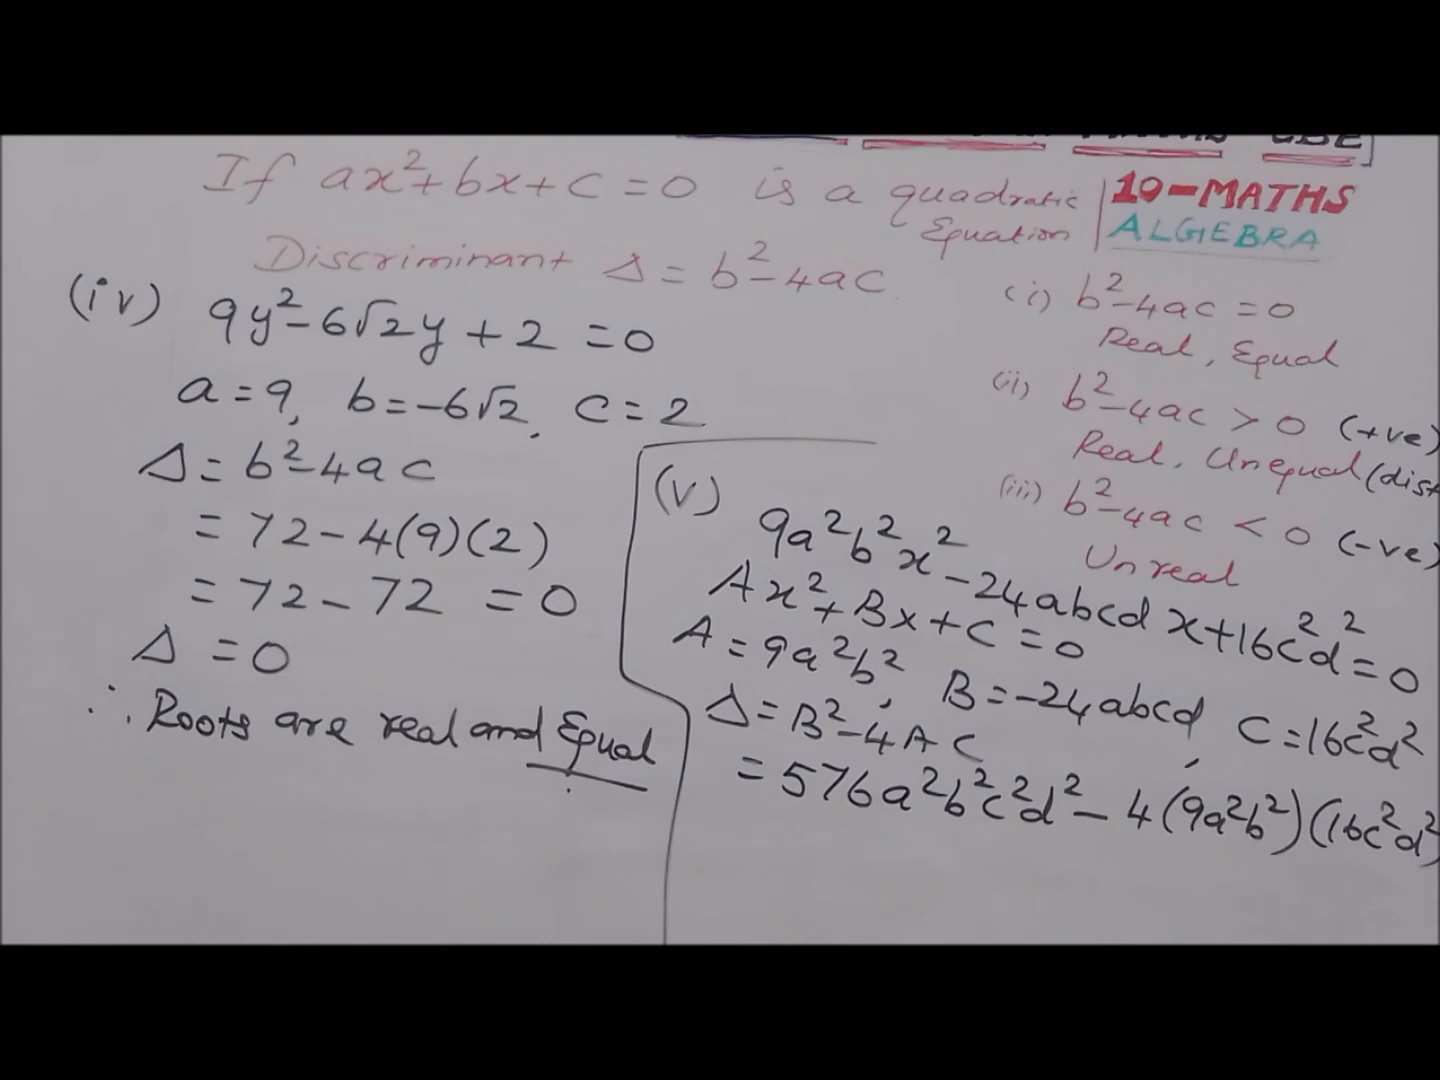 If ax²+bx+c=0 is a quadratic Equation
10-MATHS
ALGEBRA
Discriminant Δ = b²-4ac
(i) b²-4ac = 0
Real, Equal
(ii) b²-4ac > 0 (+ve)
Real, Unequal (dist
(iii) b²-4ac < 0 (-ve)
Unreal
(iv) 9y²-6√2y+2=0
a=9, b=-6√2, c=2
Δ = b²-4ac
= 72-4(9)(2)
= 72-72 = 0
Δ = 0
∴ Roots are real and Equal
(v) 9a²b²x²-24abcd x+16c²d²=0
Ax²+Bx+C=0
A=9a²b², B=-24abcd, C=16c²d²
Δ=B²-4AC
=576a²b²c²d²-4(9a²b²)(16c²d²)